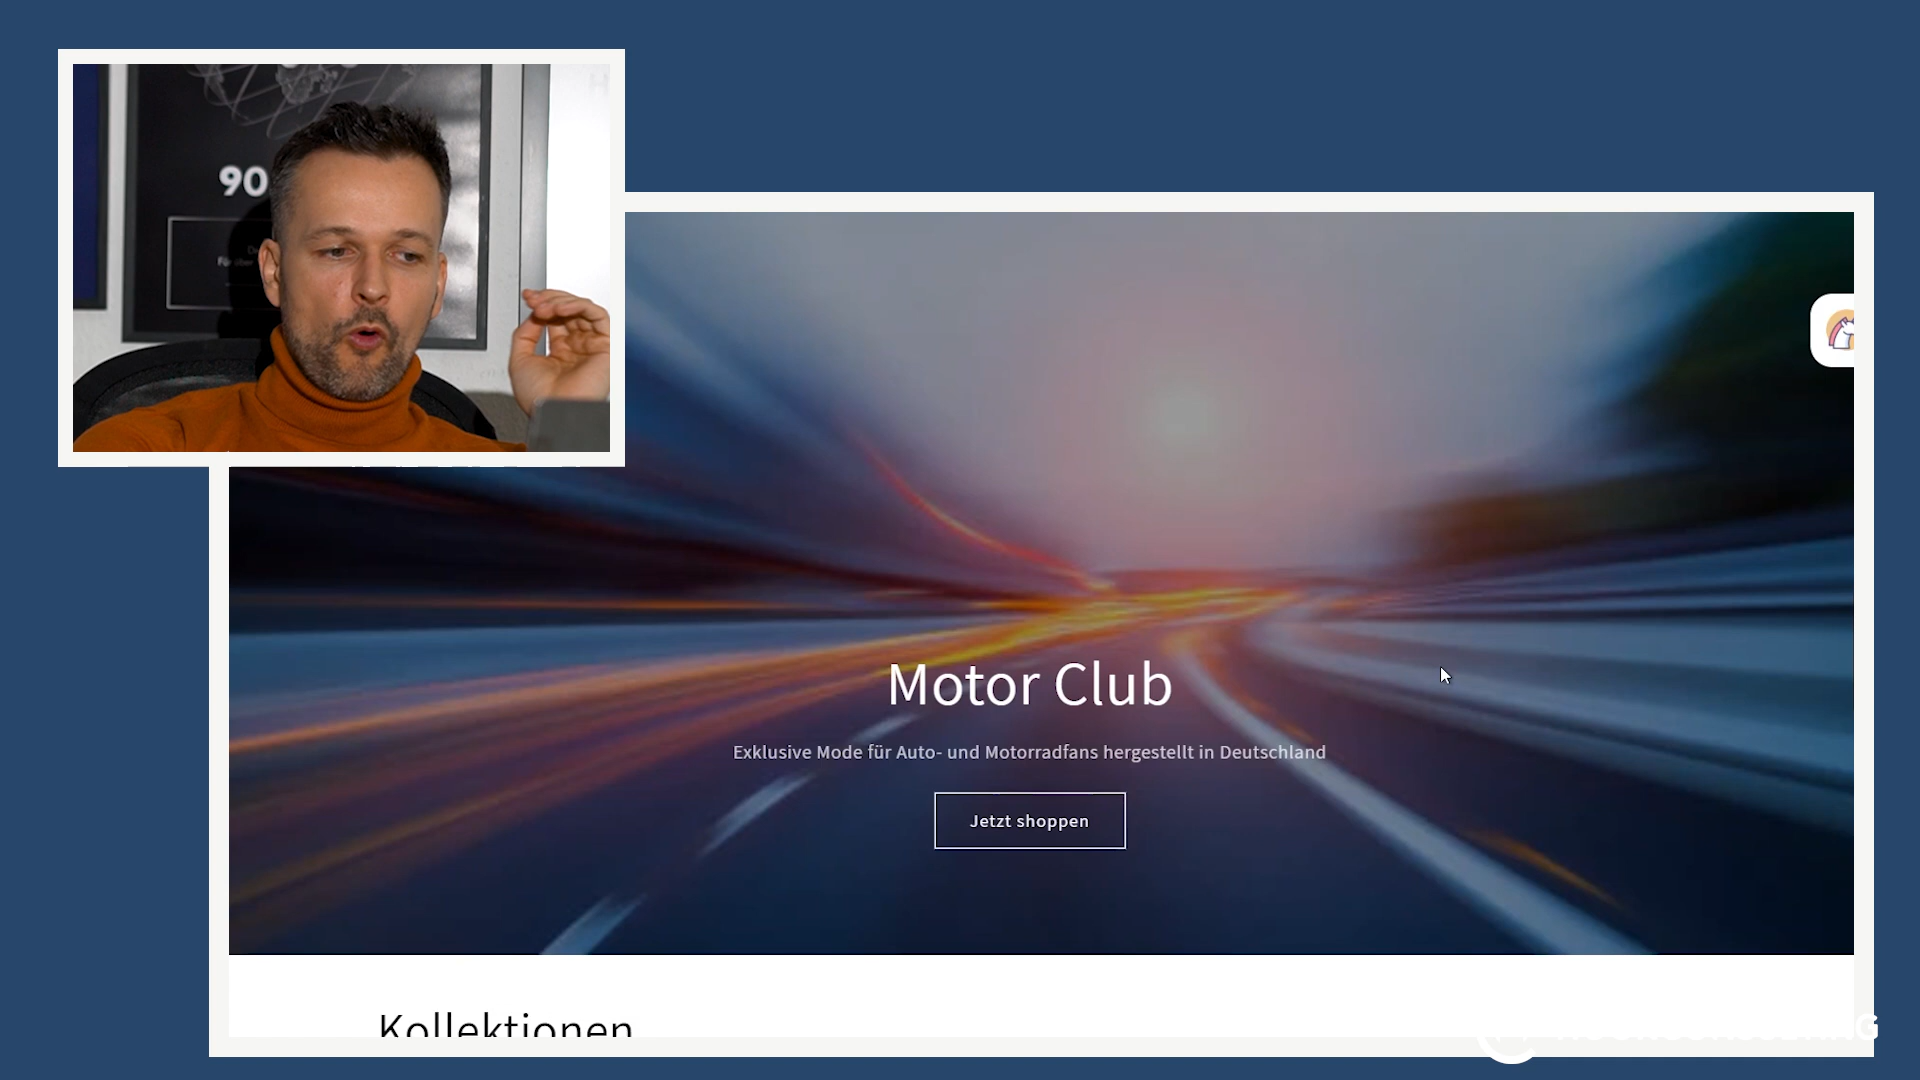 90
Motor Club
Exklusive Mode für Auto- und Motorradfans hergestellt in Deutschland
Jetzt shoppen
Kollektionen